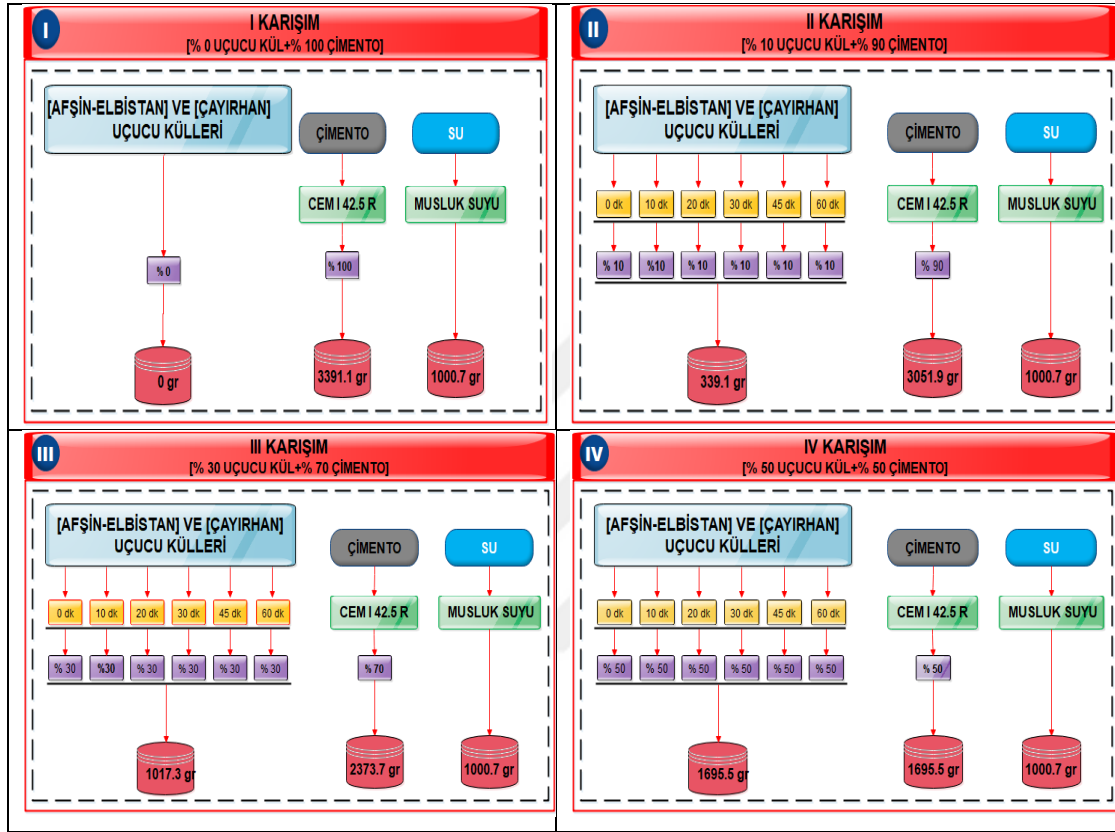 I
I KARIŞIM
[% 0 UÇUCU KÜL+% 100 ÇİMENTO]
[AFŞİN-ELBİSTAN] VE [ÇAYIRHAN]
UÇUCU KÜLLERİ
ÇİMENTO
SU
CEM I 42.5 R
MUSLUK SUYU
% 0
% 100
0 gr
3391.1 gr
1000.7 gr
II
II KARIŞIM
[% 10 UÇUCU KÜL+% 90 ÇİMENTO]
[AFŞİN-ELBİSTAN] VE [ÇAYIRHAN]
UÇUCU KÜLLERİ
ÇİMENTO
SU
0 dk 10 dk 20 dk 30 dk 45 dk 60 dk
CEM I 42.5 R
MUSLUK SUYU
% 10 %10 % 10 % 10 % 10 % 10
% 90
339.1 gr
3051.9 gr
1000.7 gr
III
III KARIŞIM
[% 30 UÇUCU KÜL+% 70 ÇİMENTO]
[AFŞİN-ELBİSTAN] VE [ÇAYIRHAN]
UÇUCU KÜLLERİ
ÇİMENTO
SU
0 dk 10 dk 20 dk 30 dk 45 dk 60 dk
CEM I 42.5 R
MUSLUK SUYU
% 30 %30 % 30 % 30 % 30 % 30
% 70
1017.3 gr
2373.7 gr
1000.7 gr
IV
IV KARIŞIM
[% 50 UÇUCU KÜL+% 50 ÇİMENTO]
[AFŞİN-ELBİSTAN] VE [ÇAYIRHAN]
UÇUCU KÜLLERİ
ÇİMENTO
SU
0 dk 10 dk 20 dk 30 dk 45 dk 60 dk
CEM I 42.5 R
MUSLUK SUYU
% 50 % 50 % 50 % 50 % 50 % 50
% 50
1695.5 gr
1695.5 gr
1000.7 gr